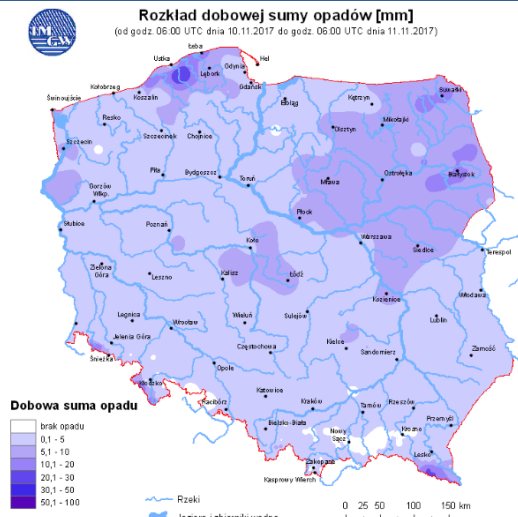 IMGW
Rozkład dobowej sumy opadów [mm]
(od godz. 06:00 UTC dnia 10.11.2017 do godz. 06:00 UTC dnia 11.11.2017)
Łeba
Hel
Ustka
Gdynia
Lębork
Gdańsk
Kołobrzeg
Koszalin
Świnoujście
Elbląg
Kętrzyn
Suwałki
Resko
Mikołajki
Olsztyn
Szczecinek
Chojnice
Szczecin
Piła
Bydgoszcz
Toruń
Mława
Ostrołęka
Białystok
Gorzów
Wlkp.
Płock
Słubice
Poznań
Koło
Warszawa
Siedlce
Terespol
Zielona
Góra
Leszno
Kalisz
Łódź
Kozienice
Włodawa
Legnica
Wrocław
Wieluń
Sulejów
Lublin
Jelenia Góra
Śnieżka
Częstochowa
Kielce
Sandomierz
Zamość
Kłodzko
Opole
Katowice
Racibórz
Kraków
Tarnów
Rzeszów
Bielsko-Biała
Przemyśl
Nowy
Sącz
Krosno
Lesko
Zakopane
Kasprowy Wierch
Dobowa suma opadu
brak opadu
0,1 - 5
5,1 - 10
10,1 - 20
20,1 - 30
30,1 - 50
50,1 - 100
Rzeki
Jeziora i zbiorniki wodne
0 25 50 100 150 km